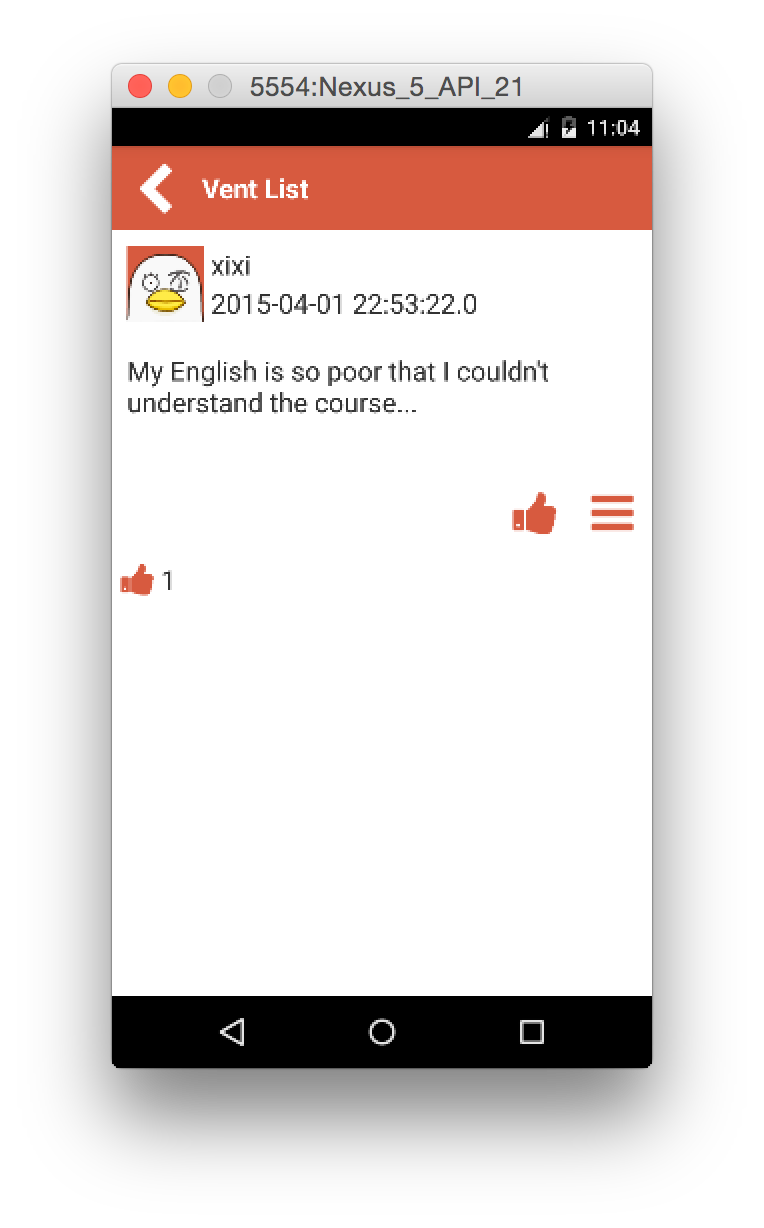 5554:Nexus_5_API_21
11:04
Vent List
xixi
2015-04-01 22:53:22.0
My English is so poor that I couldn't
understand the course...
1